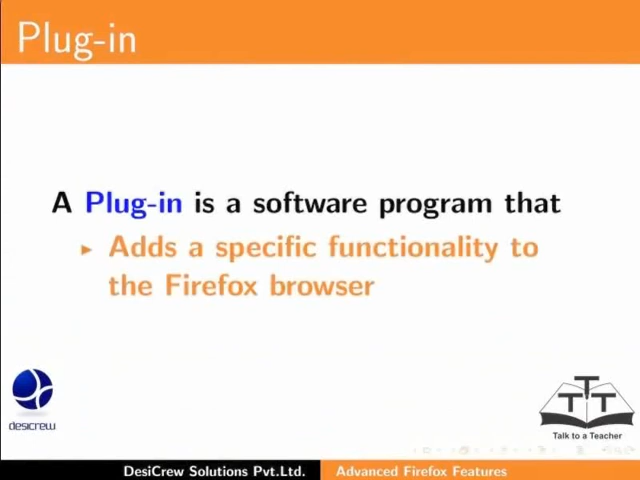 Plug-in
A Plug-in is a software program that
▶ Adds a specific functionality to
the Firefox browser
desicrew
TTT
Talk to a Teacher
DesiCrew Solutions Pvt.Ltd. Advanced Firefox Features